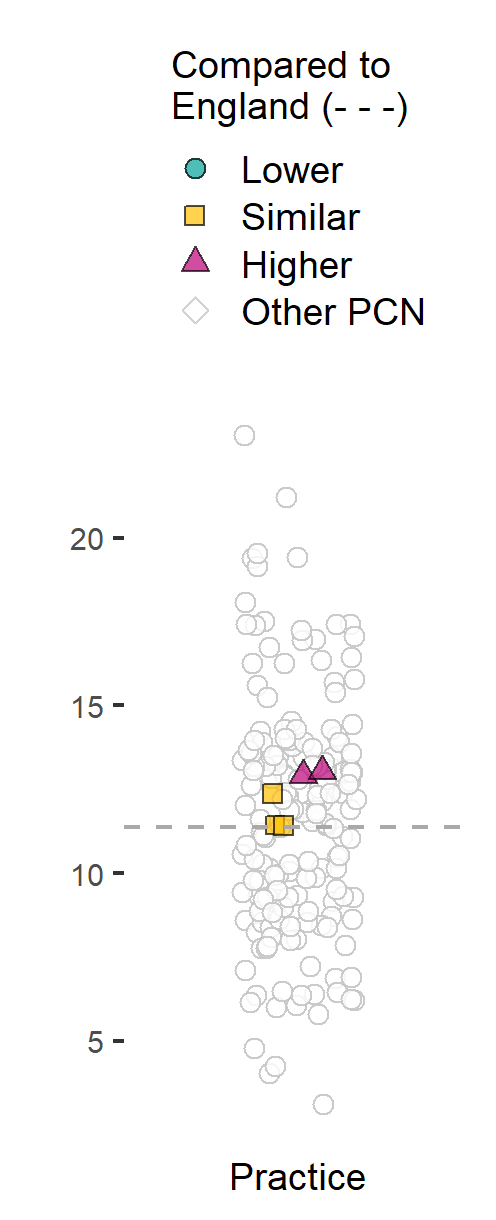 Compared to
England (- - -)
Lower
Similar
Higher
Other PCN
20
15
10
5
Practice